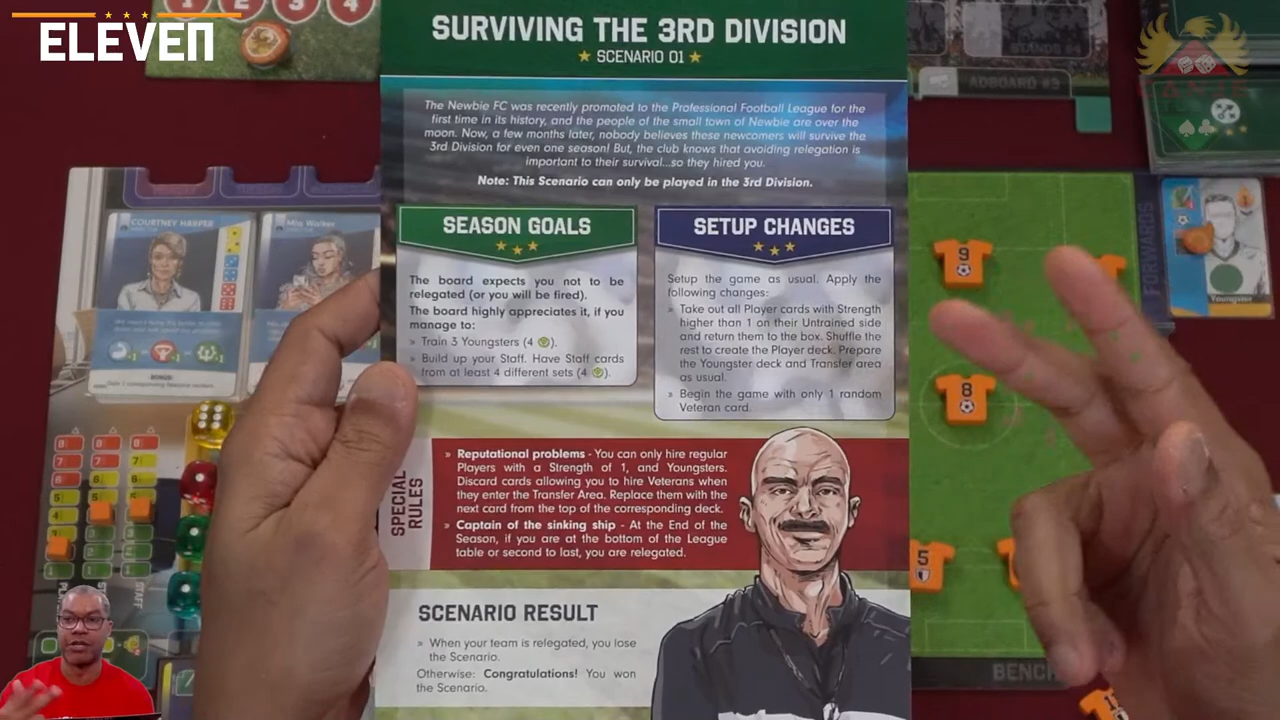 ELEVEN
1 2 3 4
SURVIVING THE 3RD DIVISION
SCENARIO 01
The Newbie FC was recently promoted to the Professional Football League for the
first time in its history, and the people of the small town of Newbie are over the
moon. Now, a few months later, nobody believes these newcomers will survive the
3rd Division for even one season! But, the club knows that avoiding relegation is
important to their survival...so they hired you.
Note: This Scenario can only be played in the 3rd Division.
SEASON GOALS
The board expects you not to be
relegated (or you will be fired).
The board highly appreciates it, if you
manage to:
» Train 3 Youngsters (4 ).
» Build up your Staff. Have Staff cards
from at least 4 different sets (4 ).
SETUP CHANGES
Setup the game as usual. Apply the
following changes:
» Take out all Player cards with Strength
higher than 1 on their Untrained side
and return them to the box. Shuffle the
rest to create the Player deck. Prepare
the Youngster deck and Transfer area
as usual.
» Begin the game with only 1 random
Veteran card.
SPECIAL
RULES
» Reputational problems - You can only hire regular
Players with a Strength of 1, and Youngsters.
Discard cards allowing you to hire Veterans when
they enter the Transfer Area. Replace them with the
next card from the top of the corresponding deck.
» Captain of the sinking ship - At the End of the
Season, if you are at the bottom of the League
table or second to last, you are relegated.
SCENARIO RESULT
» When your team is relegated, you lose
the Scenario.
Otherwise: Congratulations! You won
the Scenario.
COURTNEY HARPER
Mia Walker
ADBOARD #3
FORWARDS
Youngster
9
8
5
BENCH
STAFF